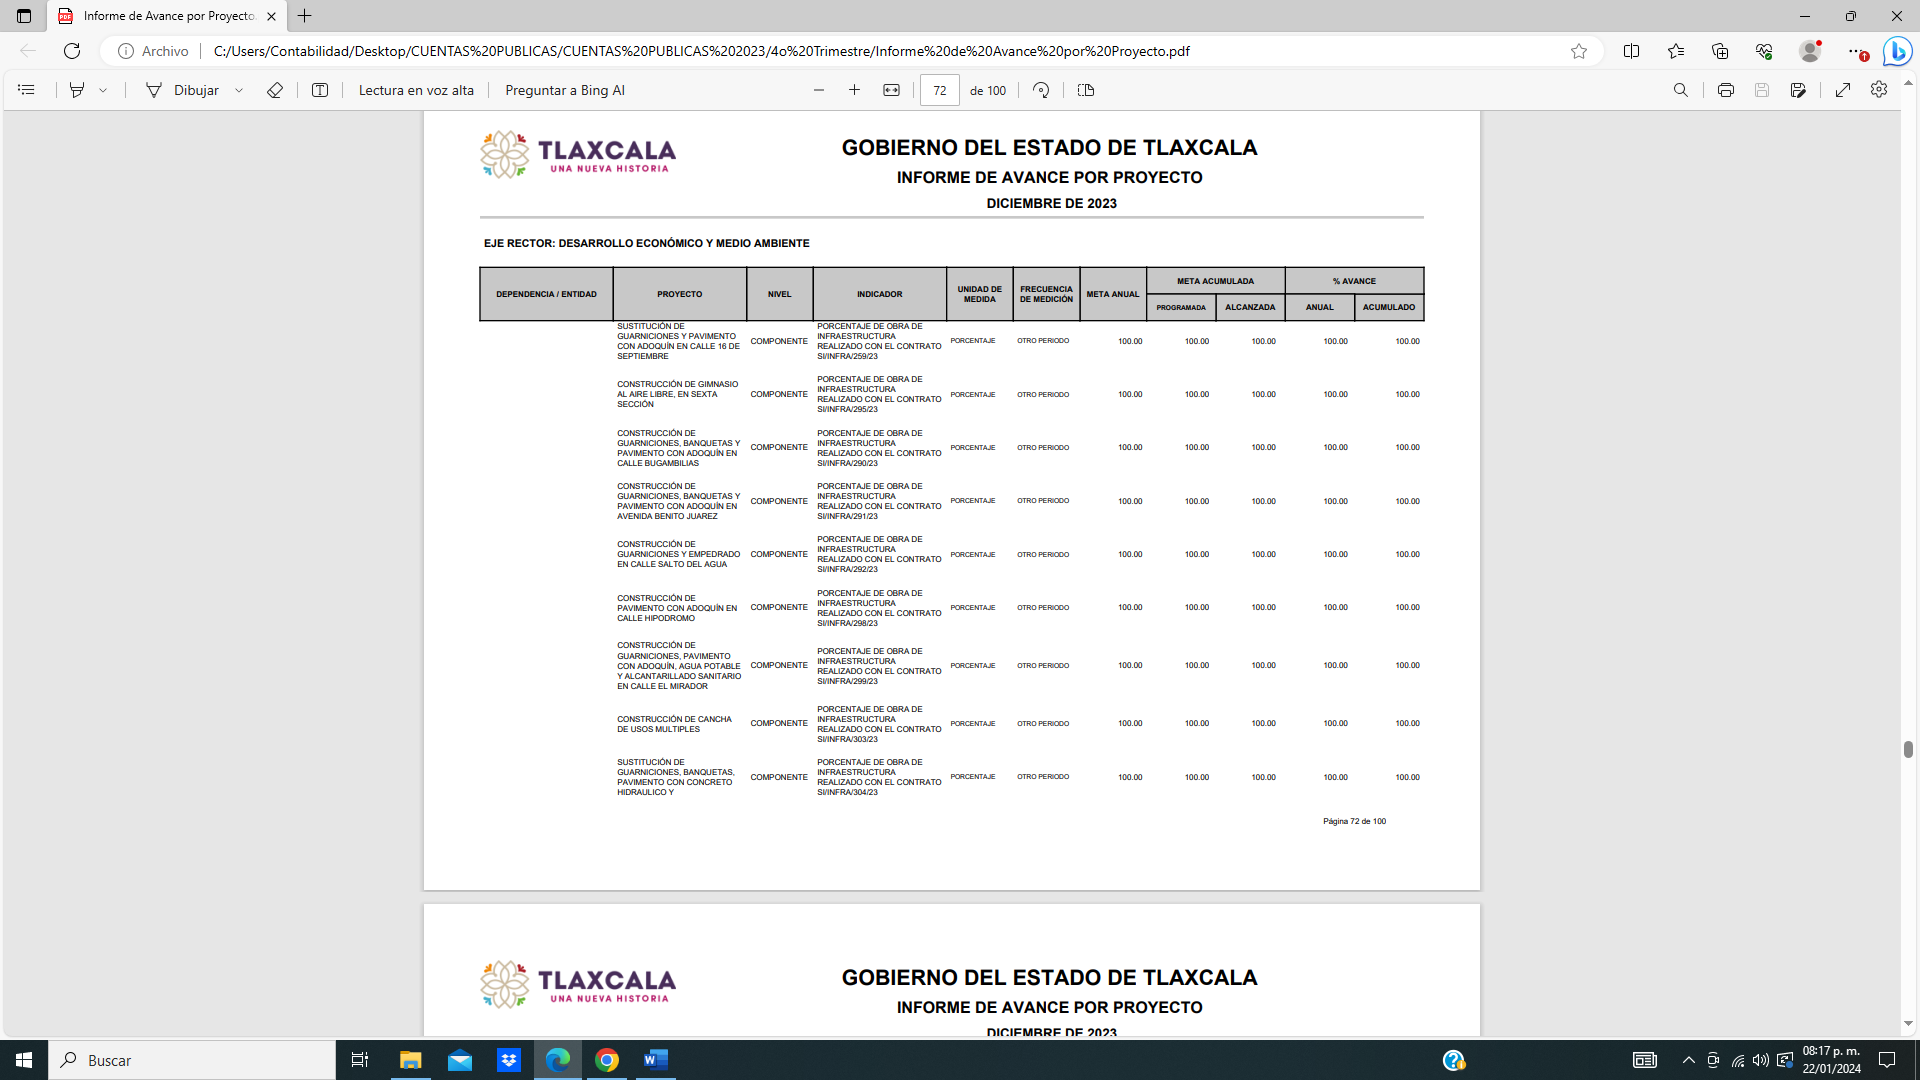 Informe de Avance por Proyecto.
Archivo
C:/Users/Contabilidad/Desktop/CUENTAS%20PUBLICAS/CUENTAS%20PUBLICAS%202023/4o%20Trimestre/Informe%20de%20Avance%20por%20Proyecto.pdf
Dibujar
Lectura en voz alta
Preguntar a Bing AI
72 de 100
TLAXCALA
UNA NUEVA HISTORIA
GOBIERNO DEL ESTADO DE TLAXCALA
INFORME DE AVANCE POR PROYECTO
DICIEMBRE DE 2023
EJE RECTOR: DESARROLLO ECONÓMICO Y MEDIO AMBIENTE
DEPENDENCIA / ENTIDAD
PROYECTO
NIVEL
INDICADOR
UNIDAD DE
MEDIDA
FRECUENCIA
DE MEDICIÓN
META ANUAL
META ACUMULADA
PROGRAMADA
ALCANZADA
% AVANCE
ANUAL
ACUMULADO
SUSTITUCIÓN DE
GUARNICIONES Y PAVIMENTO
CON ADOQUÍN EN CALLE 16 DE
SEPTIEMBRE
COMPONENTE
PORCENTAJE DE OBRA DE
INFRAESTRUCTURA
REALIZADO CON EL CONTRATO
SI/INFRA/259/23
PORCENTAJE
OTRO PERIODO
100.00 100.00 100.00 100.00 100.00
CONSTRUCCIÓN DE GIMNASIO
AL AIRE LIBRE, EN SEXTA
SECCIÓN
COMPONENTE
PORCENTAJE DE OBRA DE
INFRAESTRUCTURA
REALIZADO CON EL CONTRATO
SI/INFRA/295/23
PORCENTAJE
OTRO PERIODO
100.00 100.00 100.00 100.00 100.00
CONSTRUCCIÓN DE
GUARNICIONES, BANQUETAS Y
PAVIMENTO CON ADOQUÍN EN
CALLE BUGAMBILIAS
COMPONENTE
PORCENTAJE DE OBRA DE
INFRAESTRUCTURA
REALIZADO CON EL CONTRATO
SI/INFRA/290/23
PORCENTAJE
OTRO PERIODO
100.00 100.00 100.00 100.00 100.00
CONSTRUCCIÓN DE
GUARNICIONES, BANQUETAS Y
PAVIMENTO CON ADOQUÍN EN
AVENIDA BENITO JUAREZ
COMPONENTE
PORCENTAJE DE OBRA DE
INFRAESTRUCTURA
REALIZADO CON EL CONTRATO
SI/INFRA/291/23
PORCENTAJE
OTRO PERIODO
100.00 100.00 100.00 100.00 100.00
CONSTRUCCIÓN DE
GUARNICIONES Y EMPEDRADO
EN CALLE SALTO DEL AGUA
COMPONENTE
PORCENTAJE DE OBRA DE
INFRAESTRUCTURA
REALIZADO CON EL CONTRATO
SI/INFRA/292/23
PORCENTAJE
OTRO PERIODO
100.00 100.00 100.00 100.00 100.00
CONSTRUCCIÓN DE
PAVIMENTO CON ADOQUÍN EN
CALLE HIPODROMO
COMPONENTE
PORCENTAJE DE OBRA DE
INFRAESTRUCTURA
REALIZADO CON EL CONTRATO
SI/INFRA/298/23
PORCENTAJE
OTRO PERIODO
100.00 100.00 100.00 100.00 100.00
CONSTRUCCIÓN DE
GUARNICIONES, PAVIMENTO
CON ADOQUÍN, AGUA POTABLE
Y ALCANTARILLADO SANITARIO
EN CALLE EL MIRADOR
COMPONENTE
PORCENTAJE DE OBRA DE
INFRAESTRUCTURA
REALIZADO CON EL CONTRATO
SI/INFRA/299/23
PORCENTAJE
OTRO PERIODO
100.00 100.00 100.00 100.00 100.00
CONSTRUCCIÓN DE CANCHA
DE USOS MULTIPLES
COMPONENTE
PORCENTAJE DE OBRA DE
INFRAESTRUCTURA
REALIZADO CON EL CONTRATO
SI/INFRA/303/23
PORCENTAJE
OTRO PERIODO
100.00 100.00 100.00 100.00 100.00
SUSTITUCIÓN DE
GUARNICIONES, BANQUETAS,
PAVIMENTO CON CONCRETO
HIDRAULICO Y
COMPONENTE
PORCENTAJE DE OBRA DE
INFRAESTRUCTURA
REALIZADO CON EL CONTRATO
SI/INFRA/304/23
PORCENTAJE
OTRO PERIODO
100.00 100.00 100.00 100.00 100.00
Página 72 de 100
TLAXCALA
UNA NUEVA HISTORIA
GOBIERNO DEL ESTADO DE TLAXCALA
INFORME DE AVANCE POR PROYECTO
DICIEMBRE DE 2023
Buscar
08:17 p. m.
22/01/2024